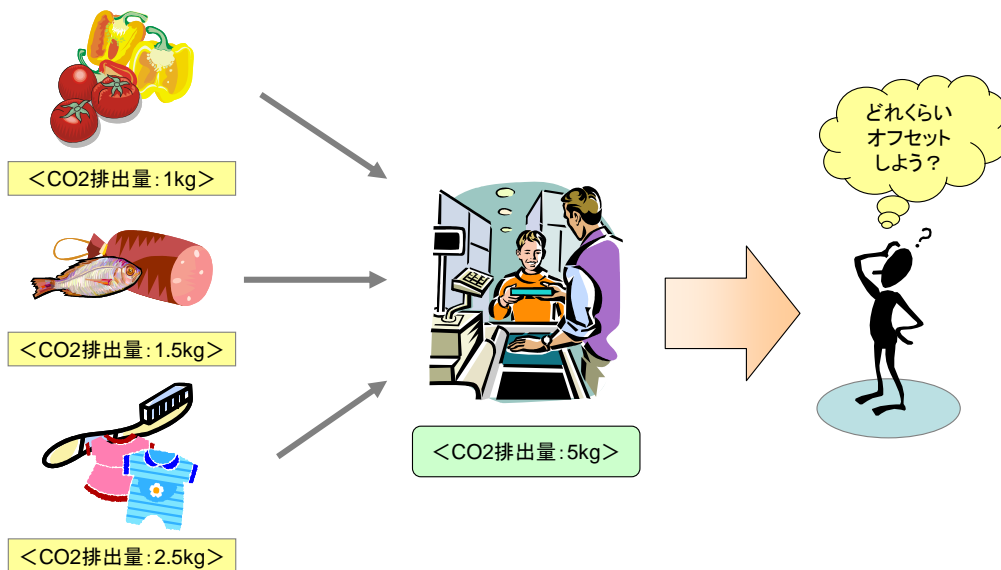 ＜CO2排出量：1kg＞
＜CO2排出量：1.5kg＞
＜CO2排出量：2.5kg＞
＜CO2排出量：5kg＞
どれくらい
オフセット
しよう？
?